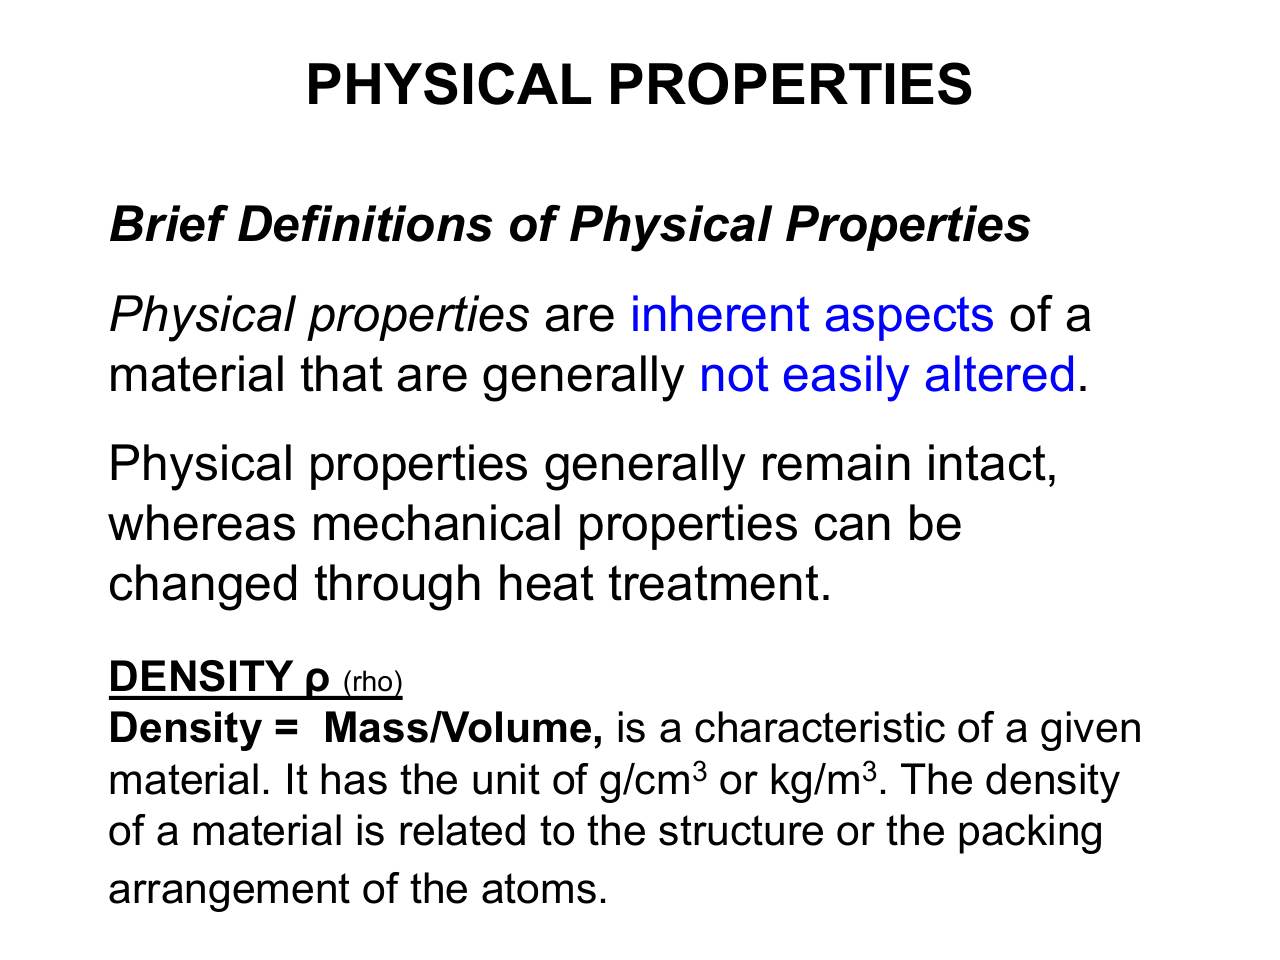 PHYSICAL PROPERTIES
Brief Definitions of Physical Properties
Physical properties are inherent aspects of a
material that are generally not easily altered.
Physical properties generally remain intact,
whereas mechanical properties can be
changed through heat treatment.
DENSITY ρ (rho)
Density = Mass/Volume, is a characteristic of a given
material. It has the unit of g/cm³ or kg/m³. The density
of a material is related to the structure or the packing
arrangement of the atoms.